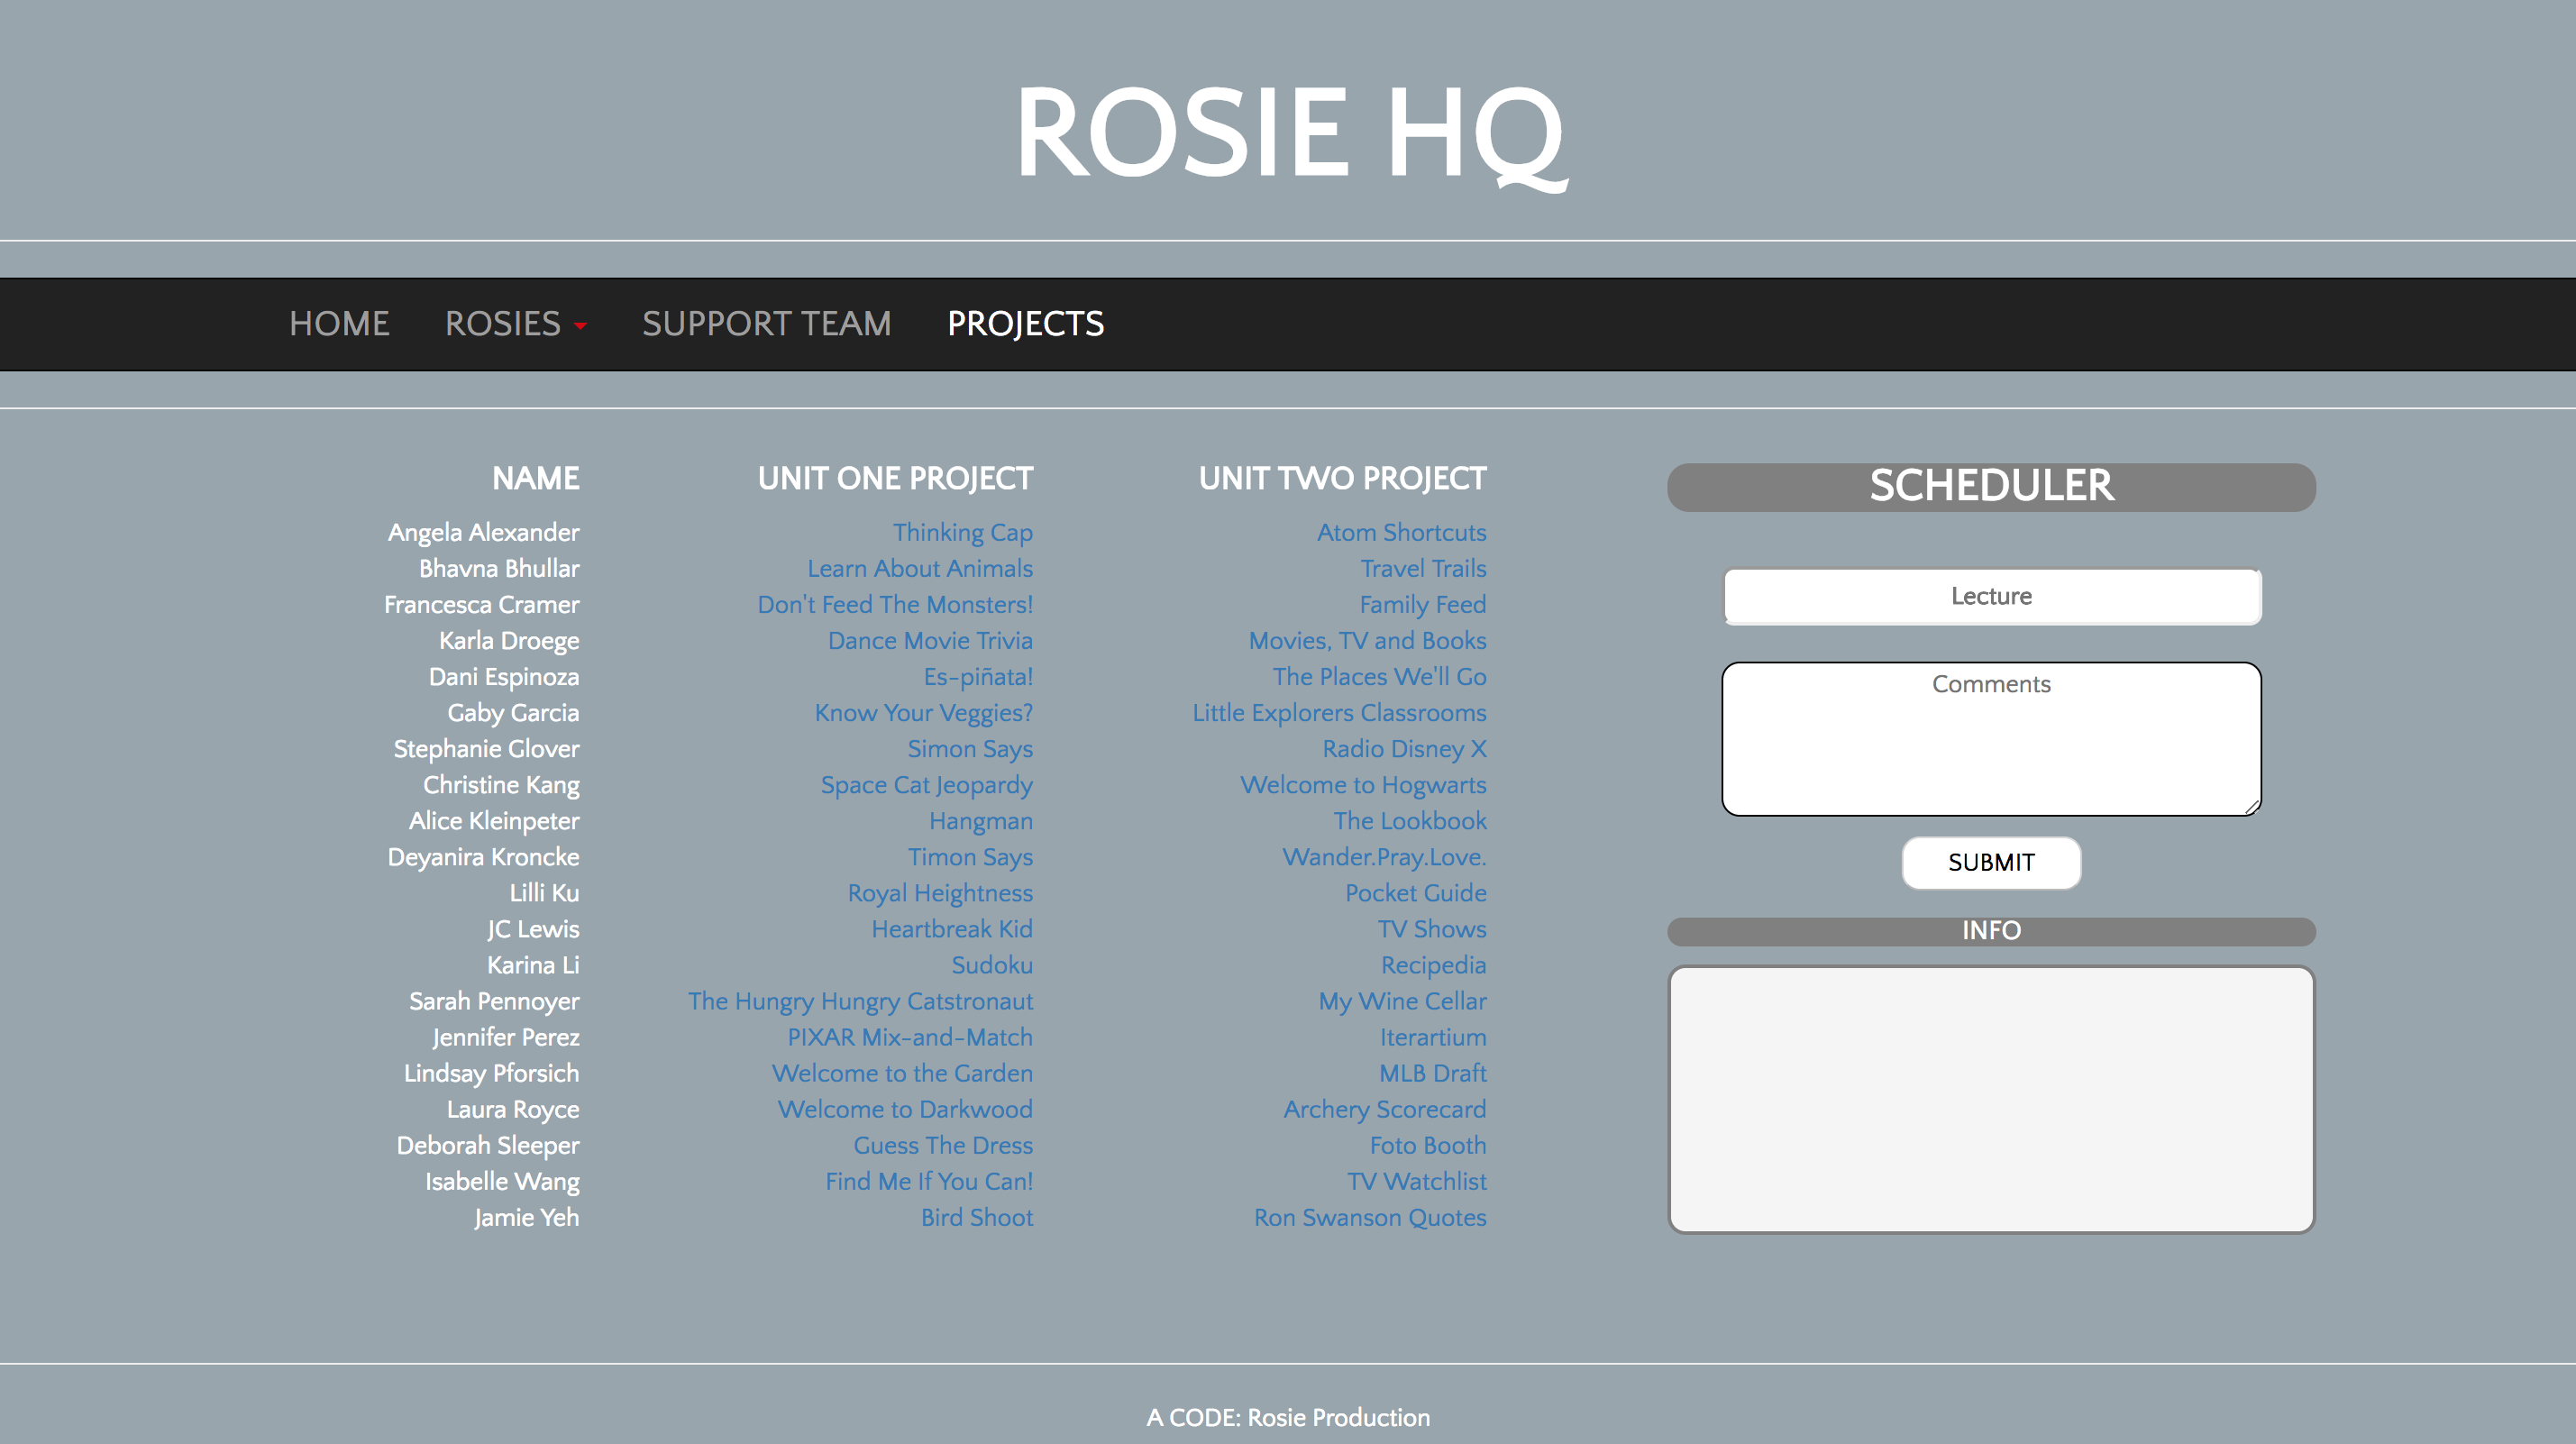 ROSIE HQ
HOME ROSIES SUPPORT TEAM PROJECTS
NAME UNIT ONE PROJECT UNIT TWO PROJECT
Angela Alexander Thinking Cap Atom Shortcuts
Bhavna Bhullar Learn About Animals Travel Trails
Francesca Cramer Don't Feed The Monsters! Family Feed
Karla Droege Dance Movie Trivia Movies, TV and Books
Dani Espinoza Es-piñata! The Places We'll Go
Gaby Garcia Know Your Veggies? Little Explorers Classrooms
Stephanie Glover Simon Says Radio Disney X
Christine Kang Space Cat Jeopardy Welcome to Hogwarts
Alice Kleinpeter Hangman The Lookbook
Deyanira Kroncke Timon Says Wander.Pray.Love.
Lilli Ku Royal Heightness Pocket Guide
JC Lewis Heartbreak Kid TV Shows
Karina Li Sudoku Recipedia
Sarah Pennoyer The Hungry Hungry Catstronaut My Wine Cellar
Jennifer Perez PIXAR Mix-and-Match Iterartium
Lindsay Pforsich Welcome to the Garden MLB Draft
Laura Royce Welcome to Darkwood Archery Scorecard
Deborah Sleeper Guess The Dress Foto Booth
Isabelle Wang Find Me If You Can! TV Watchlist
Jamie Yeh Bird Shoot Ron Swanson Quotes
SCHEDULER
Lecture
Comments
SUBMIT
INFO
A CODE: Rosie Production